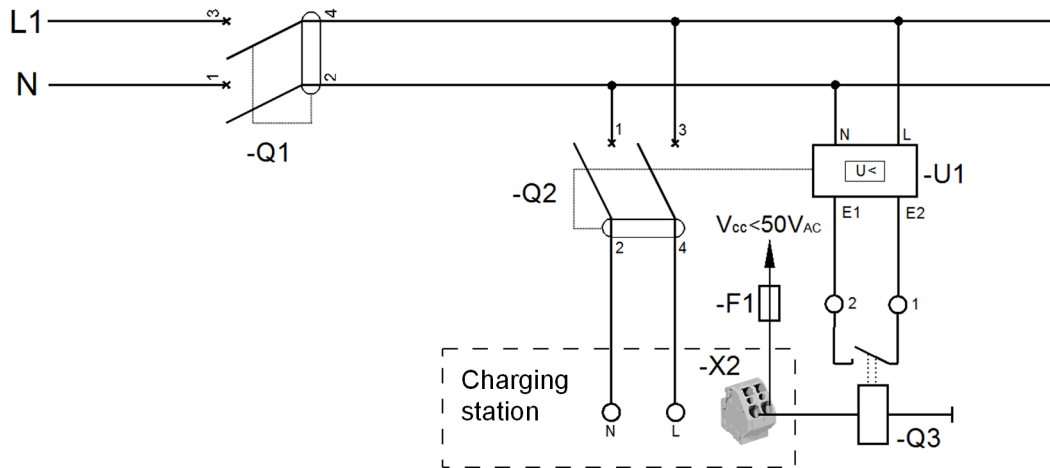 L1
3
4
N
1
2
-Q1
1
3
N
L
U<
-U1
-Q2
E1
E2
2
4
Vcc<50VAC
-F1
2
1
-X2
Charging
station
N
L
-Q3